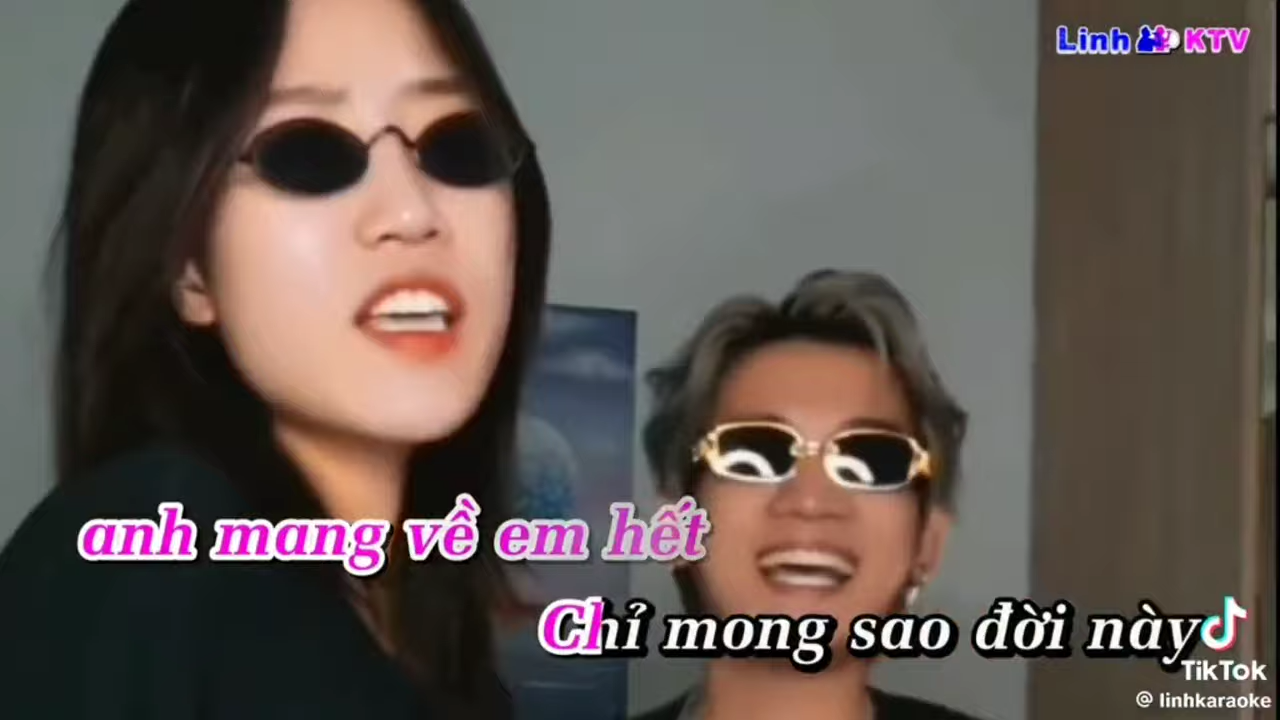 Linh KTV
anh mang về em hết
Chỉ mong sao đời này
TikTok
@ linhkaraoke